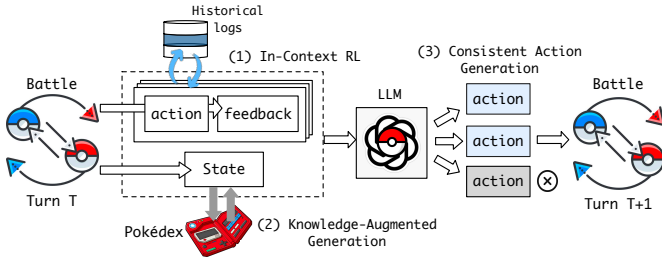 Historical
logs
(1) In-Context RL
(3) Consistent Action
Generation
Battle
action
feedback
LLM
action
Battle
action
State
action
Turn T
Turn T+1
Pokédex
(2) Knowledge-Augmented
Generation